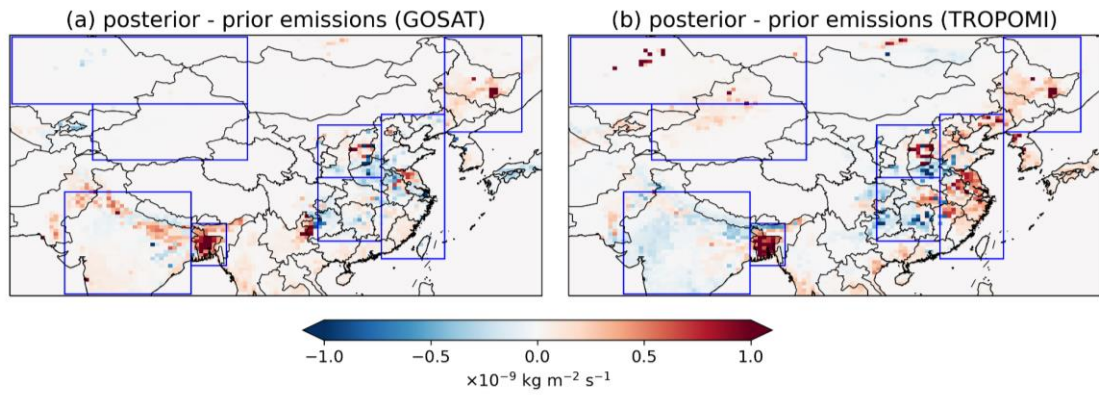 (a) posterior - prior emissions (GOSAT)
(b) posterior - prior emissions (TROPOMI)
−1.0 −0.5 0.0 0.5 1.0
×10⁻⁹ kg m⁻² s⁻¹